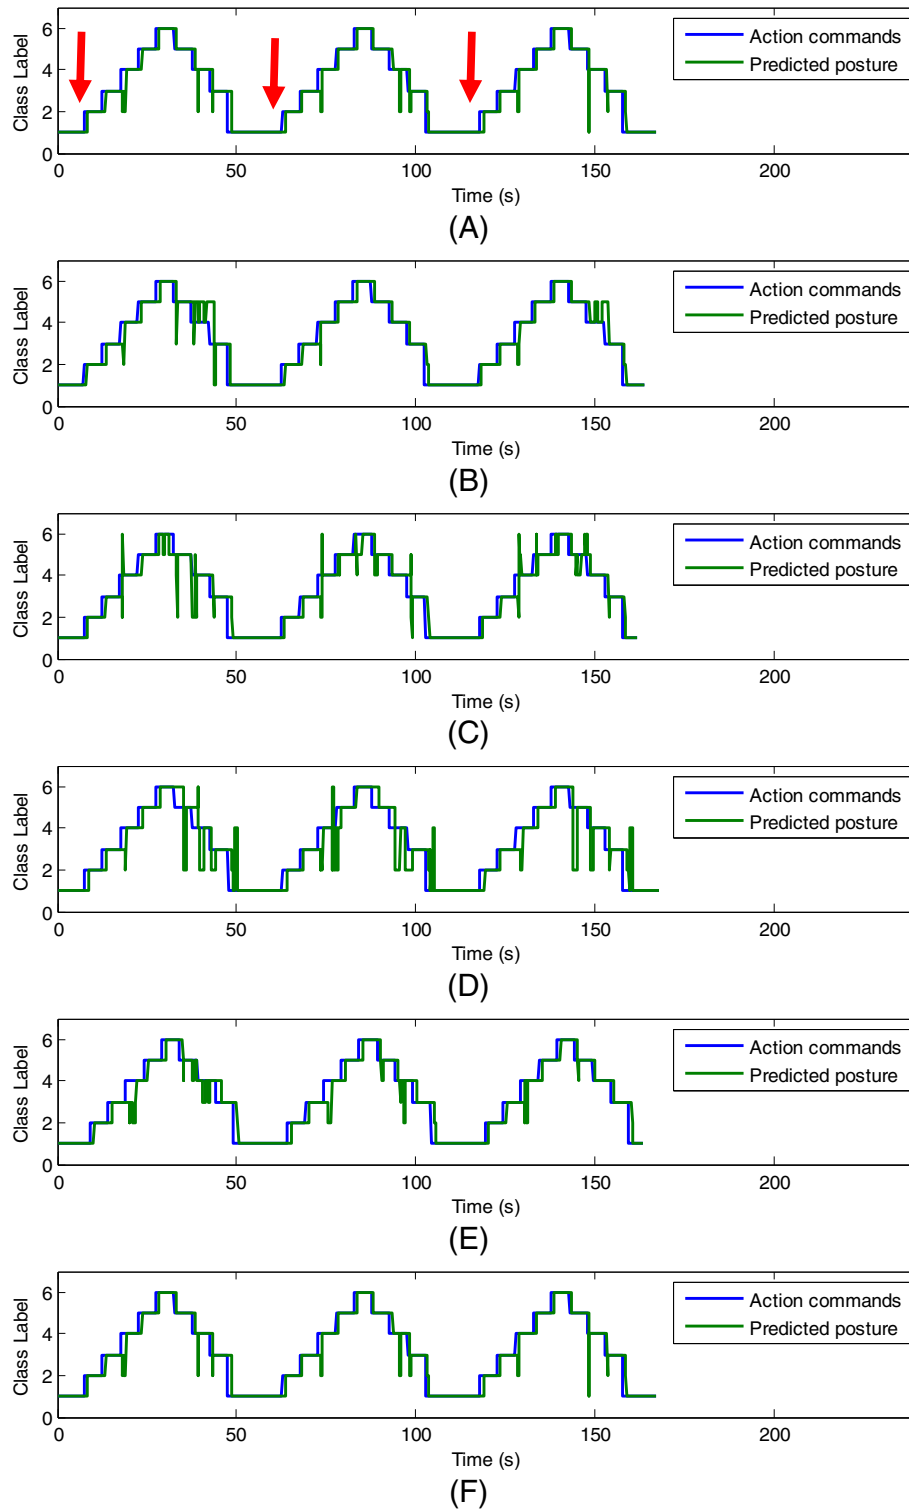 Class Label
6
4
2
0
Action commands
Predicted posture
0 50 100 150 200
Time (s)
(A)
Class Label
6
4
2
0
Action commands
Predicted posture
0 50 100 150 200
Time (s)
(B)
Class Label
6
4
2
0
Action commands
Predicted posture
0 50 100 150 200
Time (s)
(C)
Class Label
6
4
2
0
Action commands
Predicted posture
0 50 100 150 200
Time (s)
(D)
Class Label
6
4
2
0
Action commands
Predicted posture
0 50 100 150 200
Time (s)
(E)
Class Label
6
4
2
0
Action commands
Predicted posture
0 50 100 150 200
Time (s)
(F)